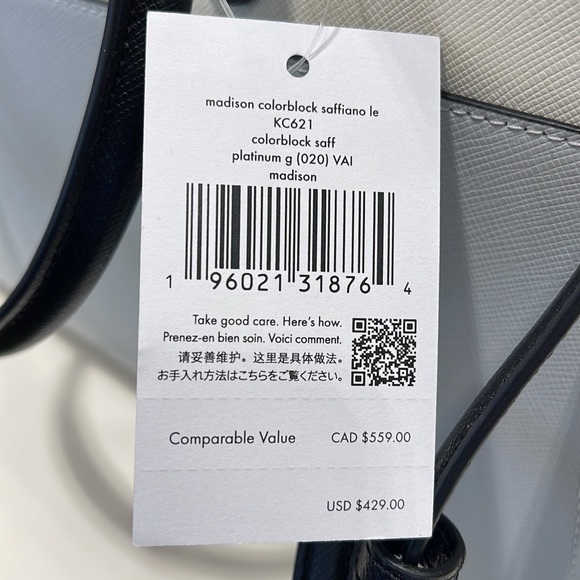 madison colorblock saffiano le
KC621
colorblock saff
platinum g (020) VAI
madison
1 96021 31876 4
Take good care. Here's how.
Prenez-en bien soin. Voici comment.
请妥善维护。这里是具体做法。
お手入れ方法はこちらをご覧ください。
Comparable Value CAD $559.00
USD $429.00